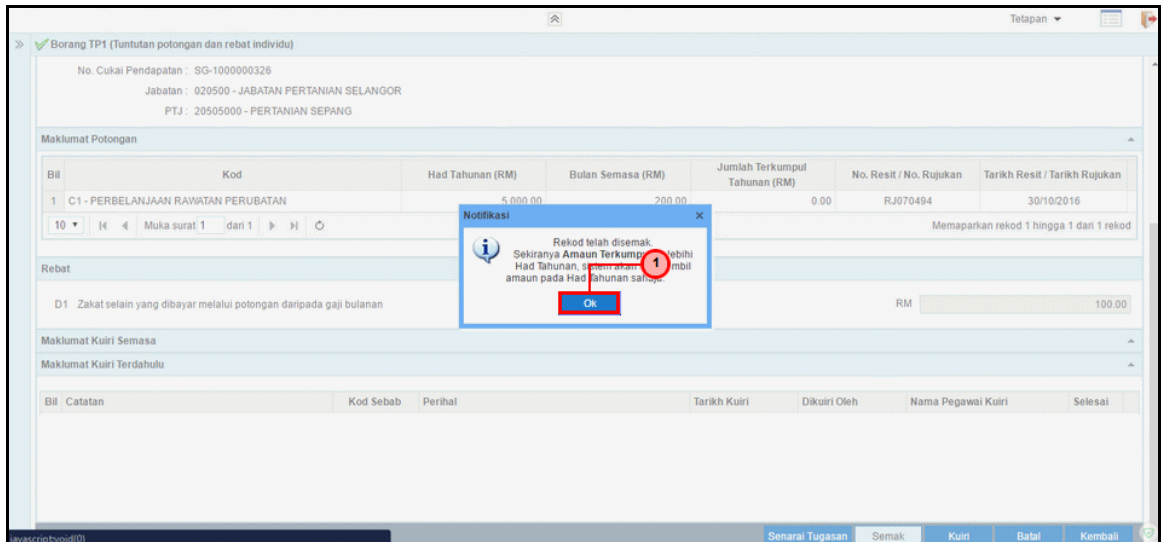 Tetapan
Borang TP1 (Tuntutan potongan dan rebat individu)
No. Cukai Pendapatan : SG-1000000326
Jabatan : 020500 - JABATAN PERTANIAN SELANGOR
PTJ : 20505000 - PERTANIAN SEPANG
Maklumat Potongan
Bil Kod Had Tahunan (RM) Bulan Semasa (RM) Jumlah Terkumpul Tahunan (RM) No. Resit / No. Rujukan Tarikh Resit / Tarikh Rujukan
1 C1 - PERBELANJAAN RAWATAN PERUBATAN 5,000.00 200.00 0.00 RJ070494 30/10/2016
10 Muka surat 1 dari 1 Memaparkan rekod 1 hingga 1 dari 1 rekod
Notifikasi
Rekod telah disemak.
Sekiranya Amaun lebihi
Had Tahunan, sistem akan mbil
amaun pada Had Tahunan sahaja.
1
Ok
Rebat
D1 Zakat selain yang dibayar melalui potongan daripada gaji bulanan RM 100.00
Maklumat Kuiri Semasa
Maklumat Kuiri Terdahulu
Bil Catatan Kod Sebab Perihal Tarikh Kuiri Dikuiri Oleh Nama Pegawai Kuiri Selesai
javascript:void(0) Senarai Tugasan Semak Kuiri Batal Kembali